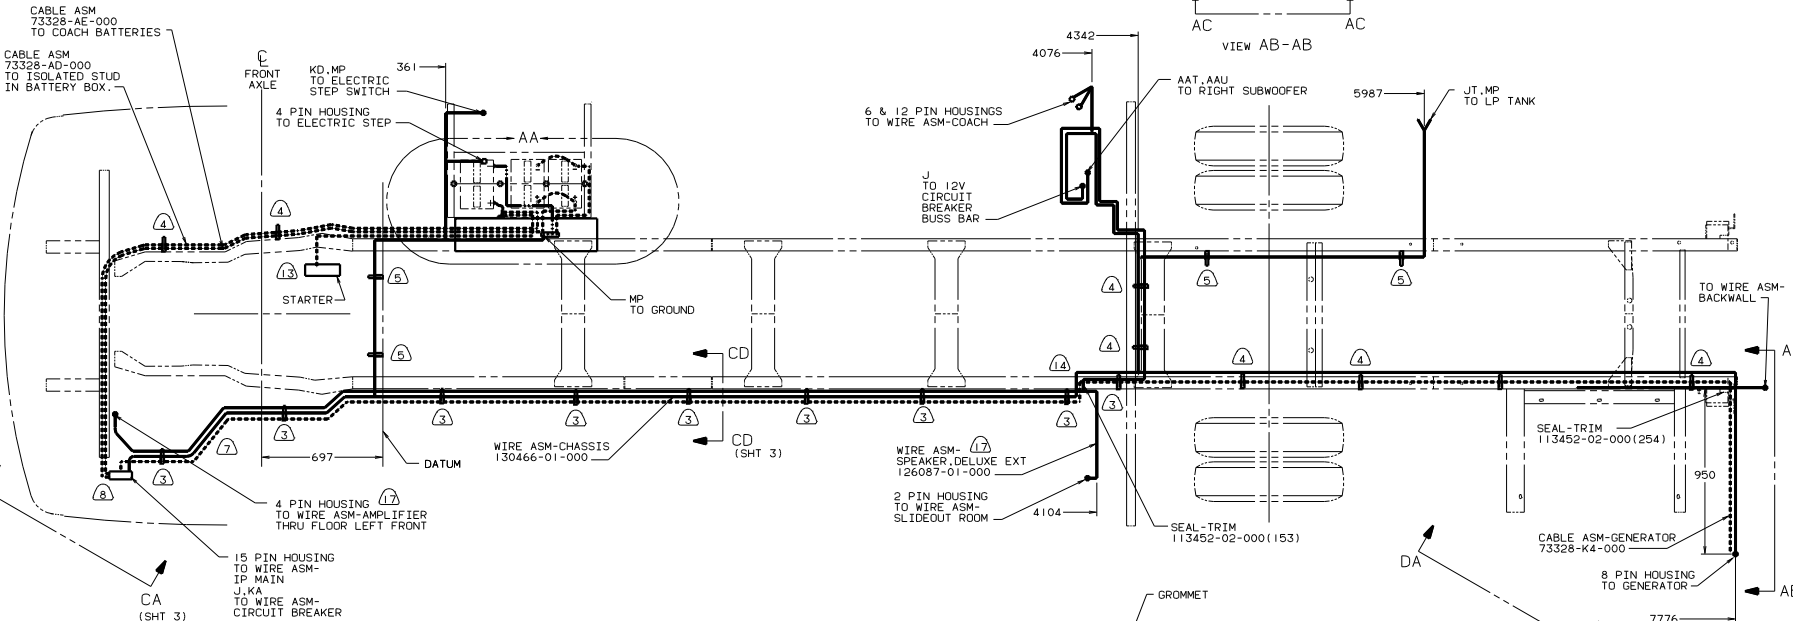 CABLE ASM
73328-AE-000
TO COACH BATTERIES
CABLE ASM
73328-AD-000
TO ISOLATED STUD
IN BATTERY BOX.
℄
FRONT
AXLE
KD,MP
TO ELECTRIC
STEP SWITCH
361
4 PIN HOUSING
TO ELECTRIC STEP
AA
4342
4076
AC
AC
VIEW AB-AB
6 & 12 PIN HOUSINGS
TO WIRE ASM-COACH
AAT,AAU
TO RIGHT SUBWOOFER
5987
JT,MP
TO LP TANK
J
TO 12V
CIRCUIT
BREAKER
BUSS BAR
4
4
13
STARTER
5
5
MP
TO GROUND
4
4
5
5
TO WIRE ASM-
BACKWALL
CD
CD
(SHT 3)
14
4
4
4
A
3
3
3
3
3
3
3
3
7
3
8
697
DATUM
WIRE ASM-CHASSIS
130466-01-000
WIRE ASM-
17
SPEAKER,DELUXE EXT
126087-01-000
2 PIN HOUSING
TO WIRE ASM-
SLIDEOUT ROOM
4104
SEAL-TRIM
113452-02-000(153)
SEAL-TRIM
113452-02-000(254)
950
CABLE ASM-GENERATOR
73328-K4-000
8 PIN HOUSING
TO GENERATOR
7776
DA
GROMMET
4 PIN HOUSING
17
TO WIRE ASM-AMPLIFIER
THRU FLOOR LEFT FRONT
15 PIN HOUSING
TO WIRE ASM-
IP MAIN
J,KA
TO WIRE ASM-
CIRCUIT BREAKER
CA
(SHT 3)